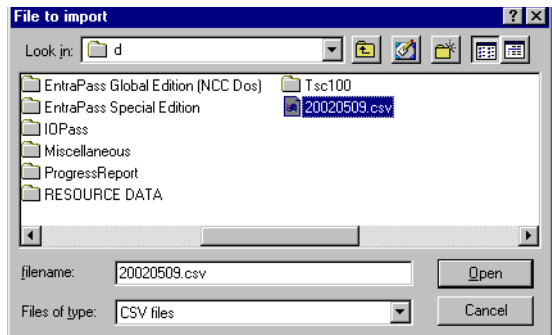 File to import
Look in: d
EntraPass Global Edition (NCC Dos) Tsc100
EntraPass Special Edition 20020509.csv
IOPass
Miscellaneous
ProgressReport
RESOURCE DATA
filename: 20020509.csv Open
Files of type: CSV files Cancel